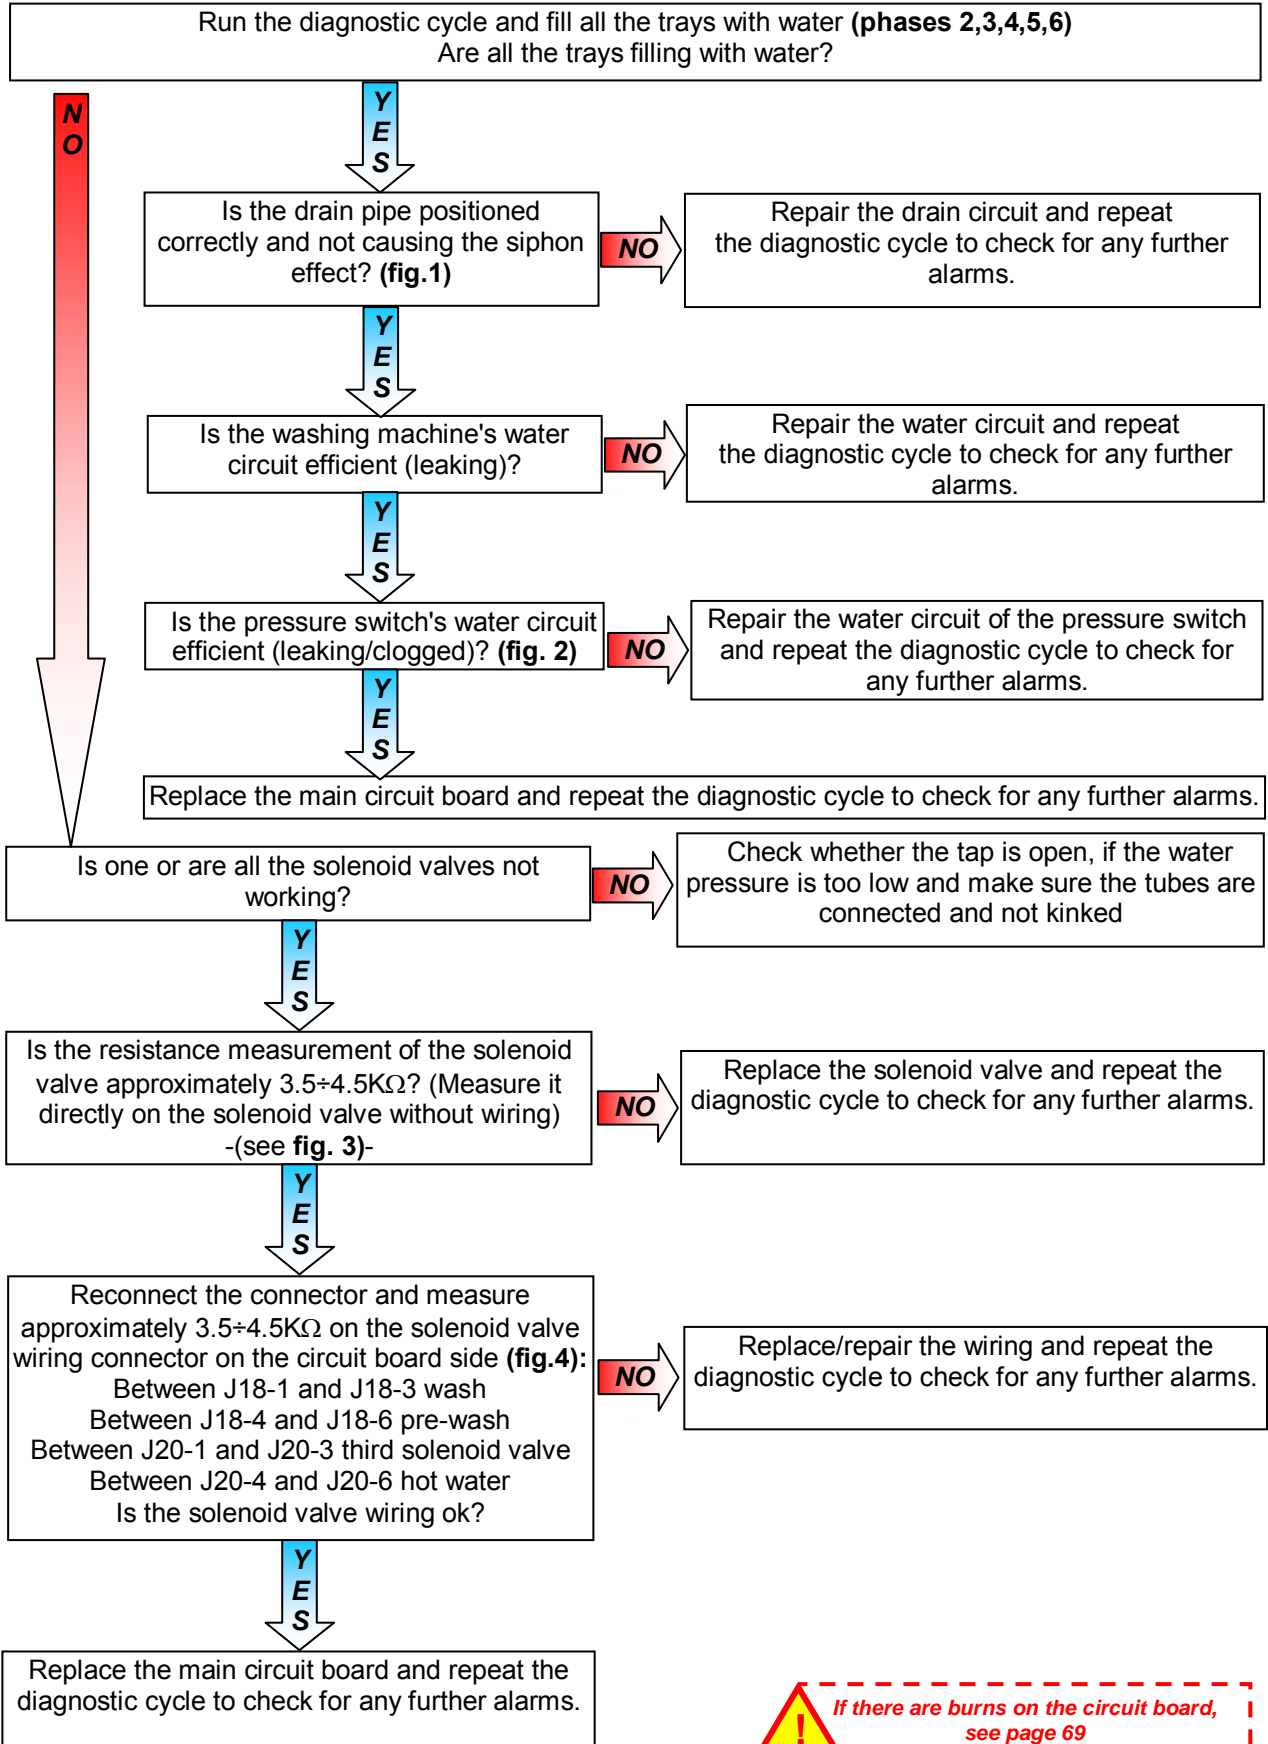 Run the diagnostic cycle and fill all the trays with water (phases 2,3,4,5,6)
Are all the trays filling with water?
NO
YES
Is the drain pipe positioned
correctly and not causing the siphon
effect? (fig.1)
NO
Repair the drain circuit and repeat
the diagnostic cycle to check for any further
alarms.
YES
Is the washing machine's water
circuit efficient (leaking)?
NO
Repair the water circuit and repeat
the diagnostic cycle to check for any further
alarms.
YES
Is the pressure switch's water circuit
efficient (leaking/clogged)? (fig. 2)
NO
Repair the water circuit of the pressure switch
and repeat the diagnostic cycle to check for
any further alarms.
YES
Replace the main circuit board and repeat the diagnostic cycle to check for any further alarms.
Is one or are all the solenoid valves not
working?
NO
Check whether the tap is open, if the water
pressure is too low and make sure the tubes are
connected and not kinked
YES
Is the resistance measurement of the solenoid
valve approximately 3.5÷4.5KΩ? (Measure it
directly on the solenoid valve without wiring)
-(see fig. 3)-
NO
Replace the solenoid valve and repeat the
diagnostic cycle to check for any further alarms.
YES
Reconnect the connector and measure
approximately 3.5÷4.5KΩ on the solenoid valve
wiring connector on the circuit board side (fig.4):
Between J18-1 and J18-3 wash
Between J18-4 and J18-6 pre-wash
Between J20-1 and J20-3 third solenoid valve
Between J20-4 and J20-6 hot water
Is the solenoid valve wiring ok?
NO
Replace/repair the wiring and repeat the
diagnostic cycle to check for any further alarms.
YES
Replace the main circuit board and repeat the
diagnostic cycle to check for any further alarms.
!
If there are burns on the circuit board,
see page 69